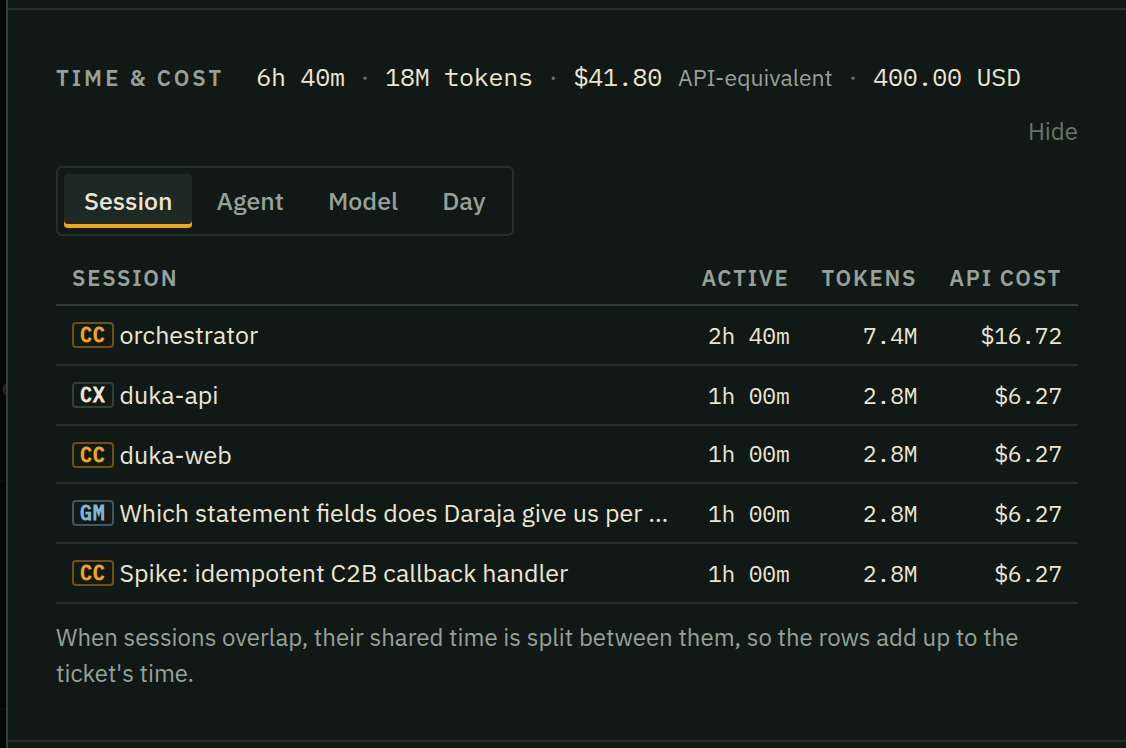 TIME & COST 6h 40m · 18M tokens · $41.80 API-equivalent · 400.00 USD
Hide
Session Agent Model Day
SESSION ACTIVE TOKENS API COST
CC orchestrator 2h 40m 7.4M $16.72
CX duka-api 1h 00m 2.8M $6.27
CC duka-web 1h 00m 2.8M $6.27
GM Which statement fields does Daraja give us per ... 1h 00m 2.8M $6.27
CC Spike: idempotent C2B callback handler 1h 00m 2.8M $6.27
When sessions overlap, their shared time is split between them, so the rows add up to the
ticket's time.